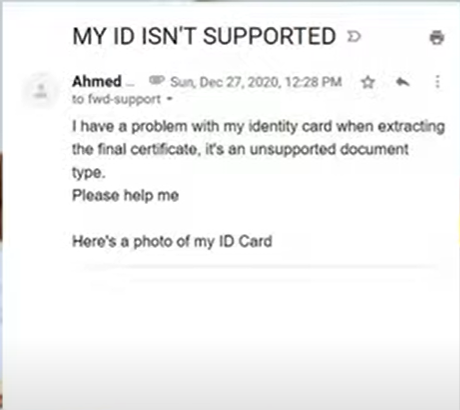 MY ID ISN'T SUPPORTED
Ahmed ... Sun, Dec 27, 2020, 12:28 PM
to fwd-support
I have a problem with my identity card when extracting
the final certificate, it's an unsupported document
type.
Please help me
Here's a photo of my ID Card